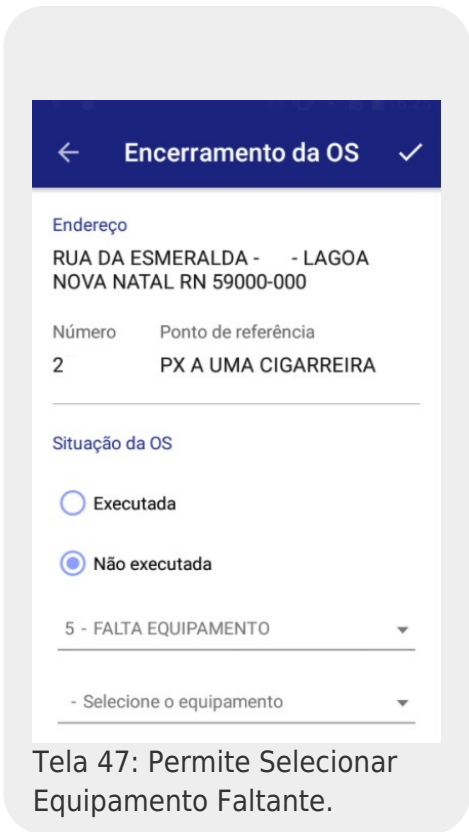 Encerramento da OS
Endereço
RUA DA ESMERALDA -    - LAGOA
NOVA NATAL RN 59000-000
Número Ponto de referência
2 PX A UMA CIGARREIRA
Situação da OS
Executada
Não executada
5 - FALTA EQUIPAMENTO
- Selecione o equipamento
Tela 47: Permite Selecionar
Equipamento Faltante.